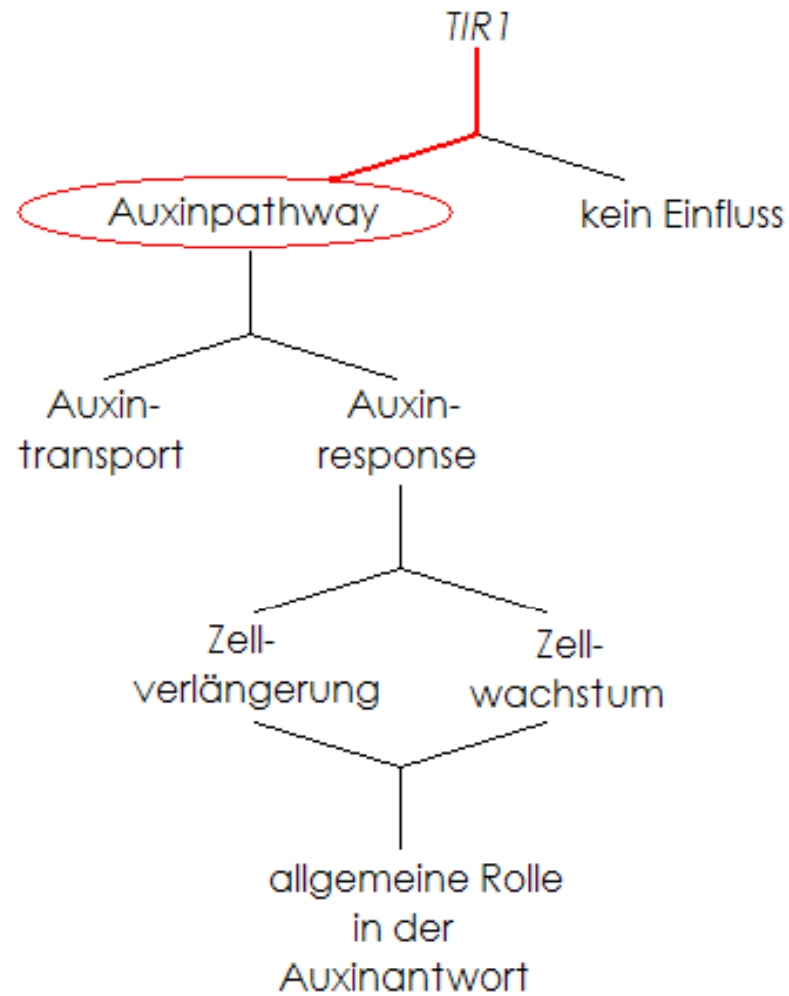 TIR1
Auxinpathway
kein Einfluss
Auxin-
transport
Auxin-
response
Zell-
verlängerung
Zell-
wachstum
allgemeine Rolle
in der
Auxinantwort